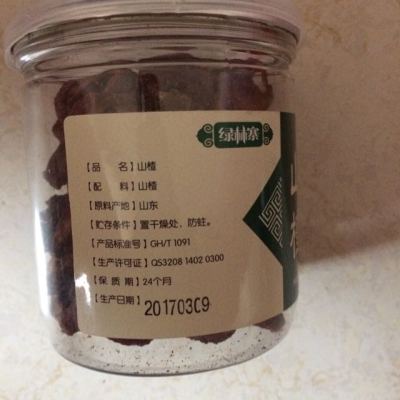 绿林寨
【品 名】山楂
【配 料】山楂
【原料产地】山东
【贮存条件】置干燥处、防蛀。
【产品标准号】GH/T 1091
【生产许可证】QS3208 1402 0300
【保 质 期】24个月
【生产日期】
20170309
山